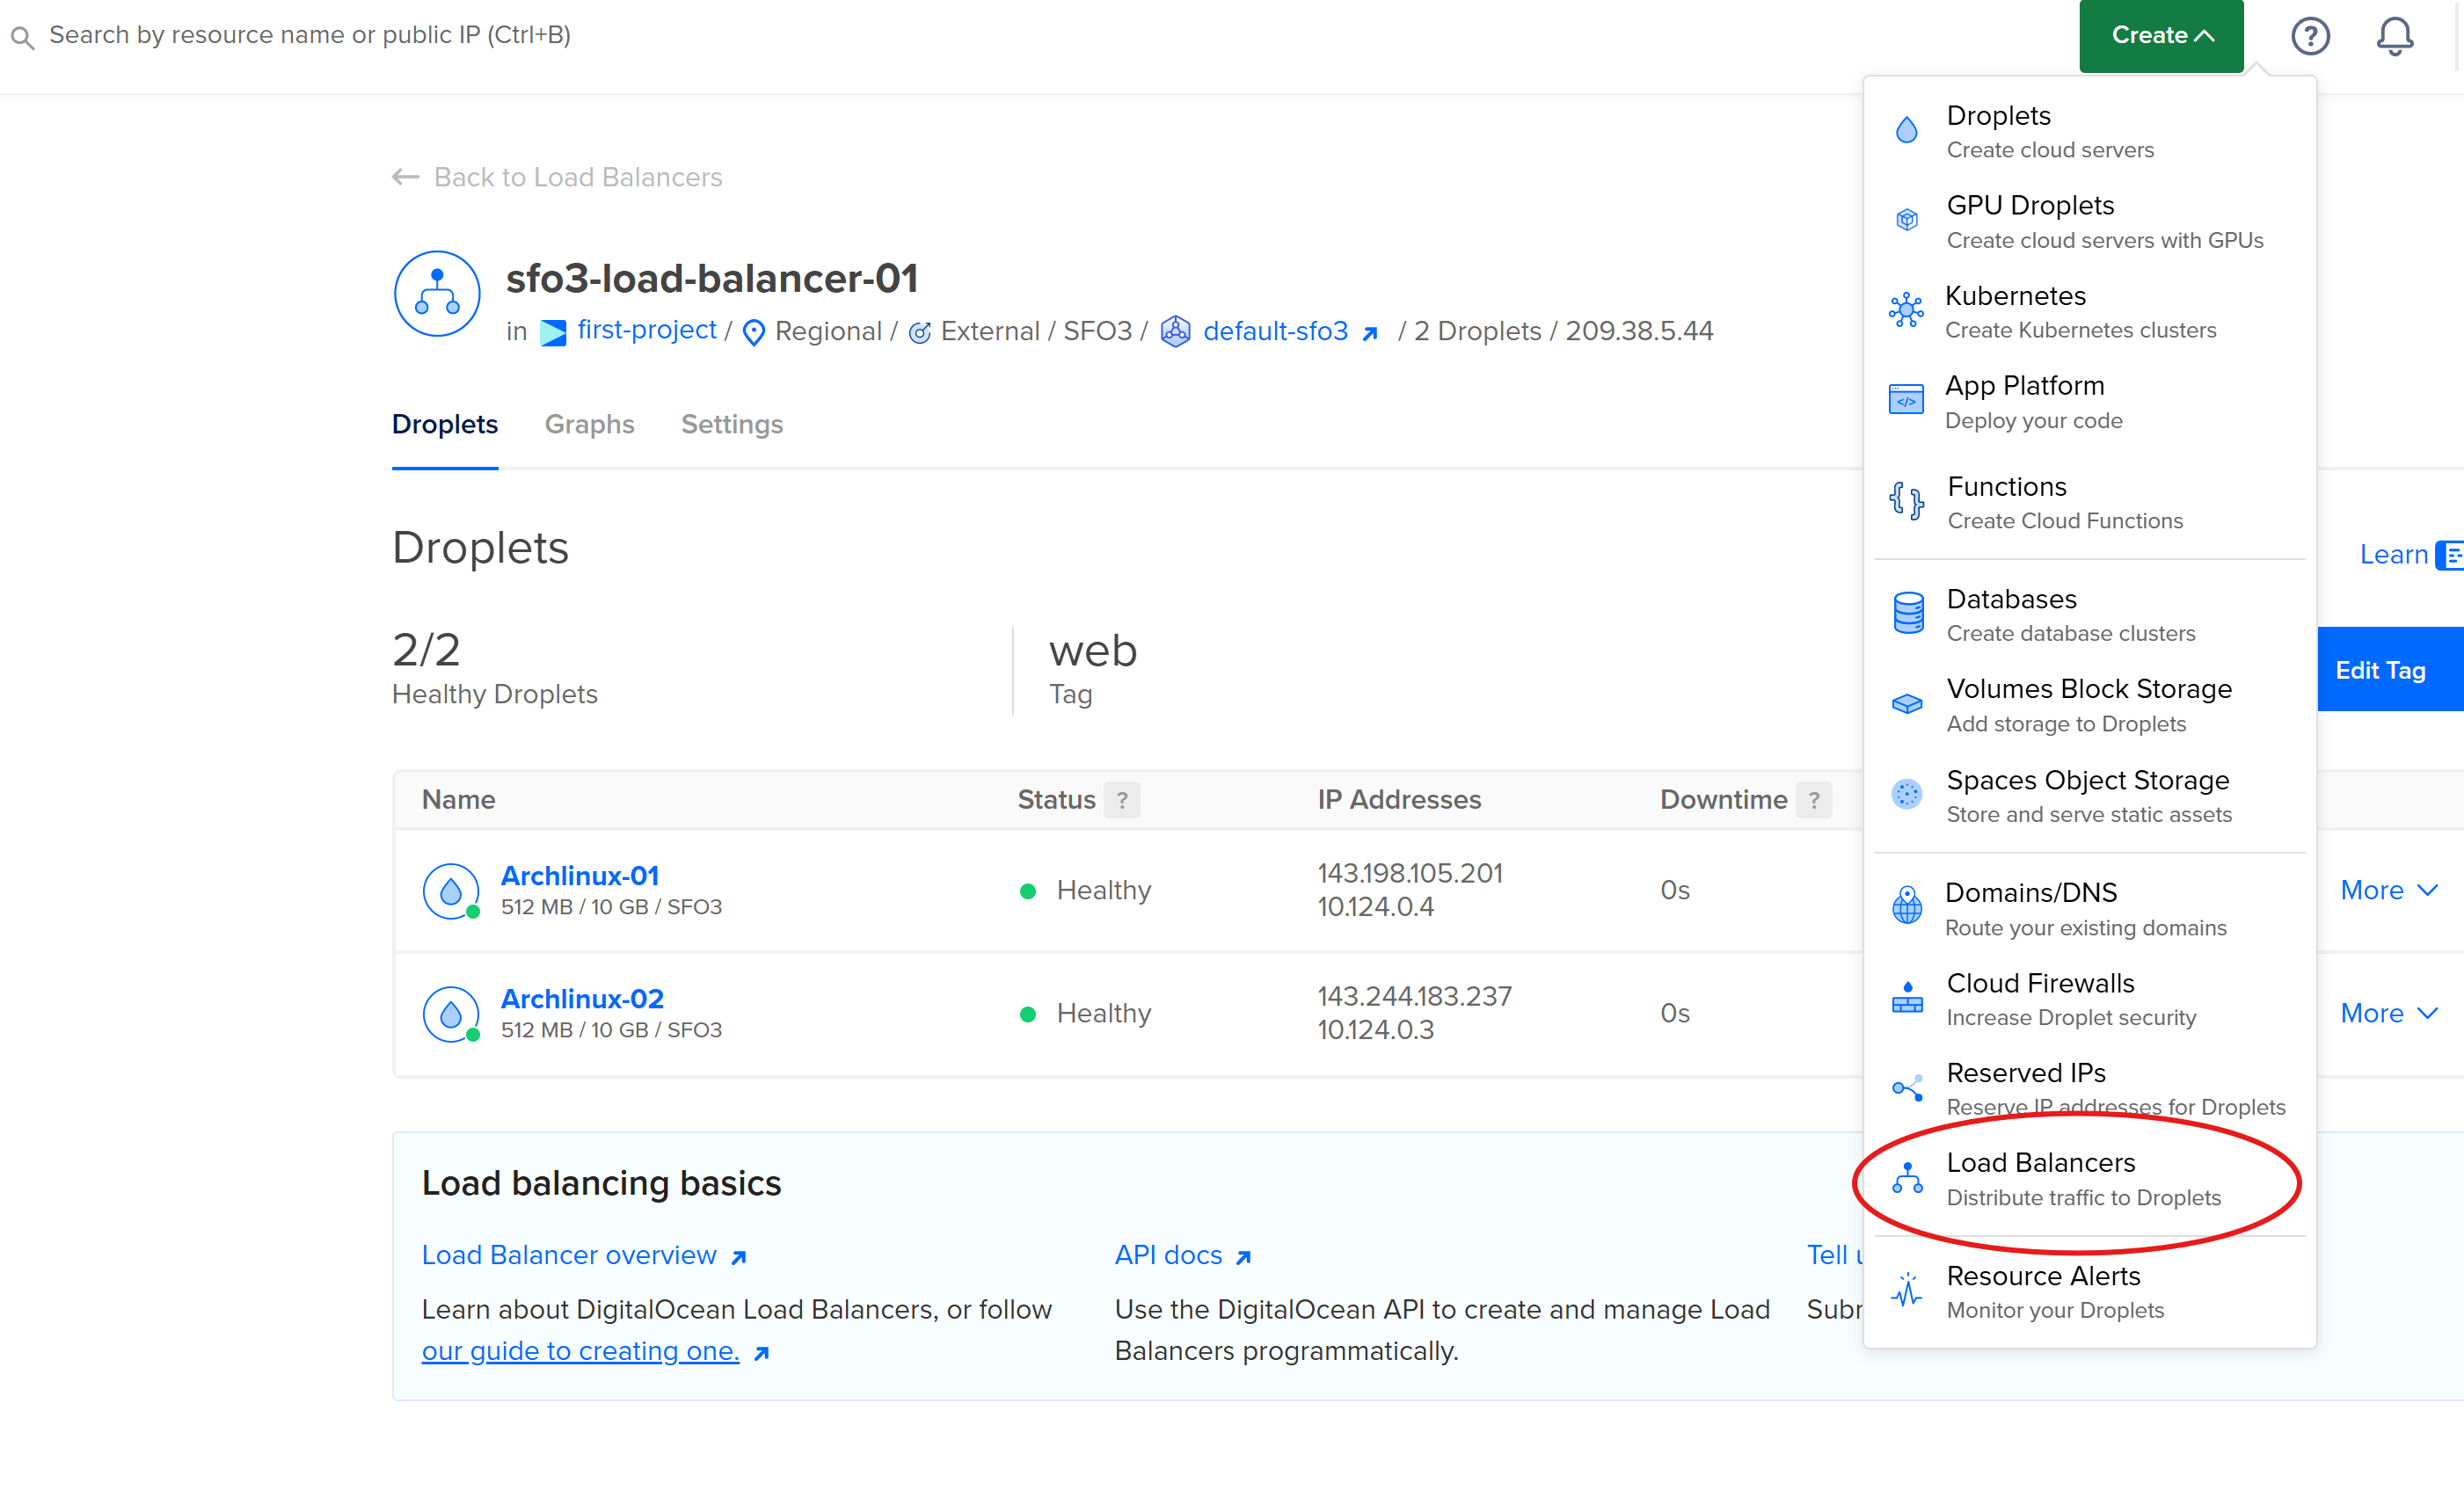 Search by resource name or public IP (Ctrl+B)
Create
?
Back to Load Balancers
sfo3-load-balancer-01
in first-project / Regional / External / SFO3 / default-sfo3 / 2 Droplets / 209.38.5.44
Droplets Graphs Settings
Droplets
Learn
2/2
Healthy Droplets
web
Tag
Edit Tag
Name Status ? IP Addresses Downtime ?
Archlinux-01
512 MB / 10 GB / SFO3
Healthy
143.198.105.201
10.124.0.4
0s
More
Archlinux-02
512 MB / 10 GB / SFO3
Healthy
143.244.183.237
10.124.0.3
0s
More
Load balancing basics
Load Balancer overview
Learn about DigitalOcean Load Balancers, or follow
our guide to creating one.
API docs
Use the DigitalOcean API to create and manage Load
Balancers programmatically.
Tell
Droplets
Create cloud servers
GPU Droplets
Create cloud servers with GPUs
Kubernetes
Create Kubernetes clusters
App Platform
Deploy your code
Functions
Create Cloud Functions
Databases
Create database clusters
Volumes Block Storage
Add storage to Droplets
Spaces Object Storage
Store and serve static assets
Domains/DNS
Route your existing domains
Cloud Firewalls
Increase Droplet security
Reserved IPs
Reserve IP addresses for Droplets
Load Balancers
Distribute traffic to Droplets
Resource Alerts
Monitor your Droplets